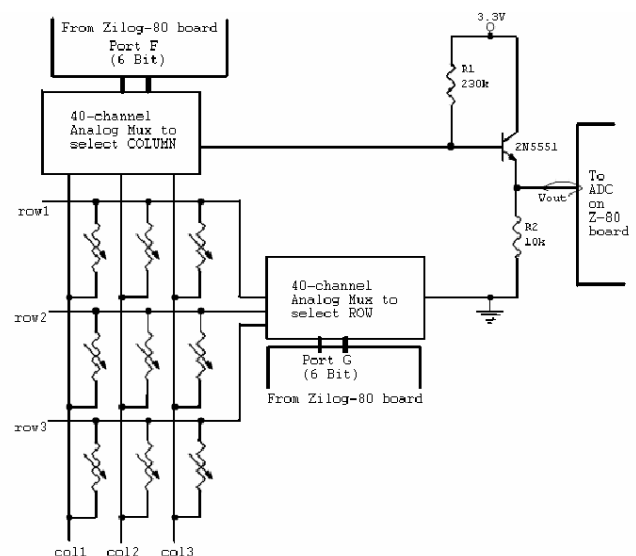 From Zilog-80 board
Port F
(6 Bit)
40-channel
Analog Mux to
select COLUMN
3.3V
R1
230k
2N5551
Vout
To
ADC
on
Z-80
board
R2
10k
row1
40-channel
Analog Mux to
select ROW
row2
Port G
(6 Bit)
From Zilog-80 board
row3
col1 col2 col3